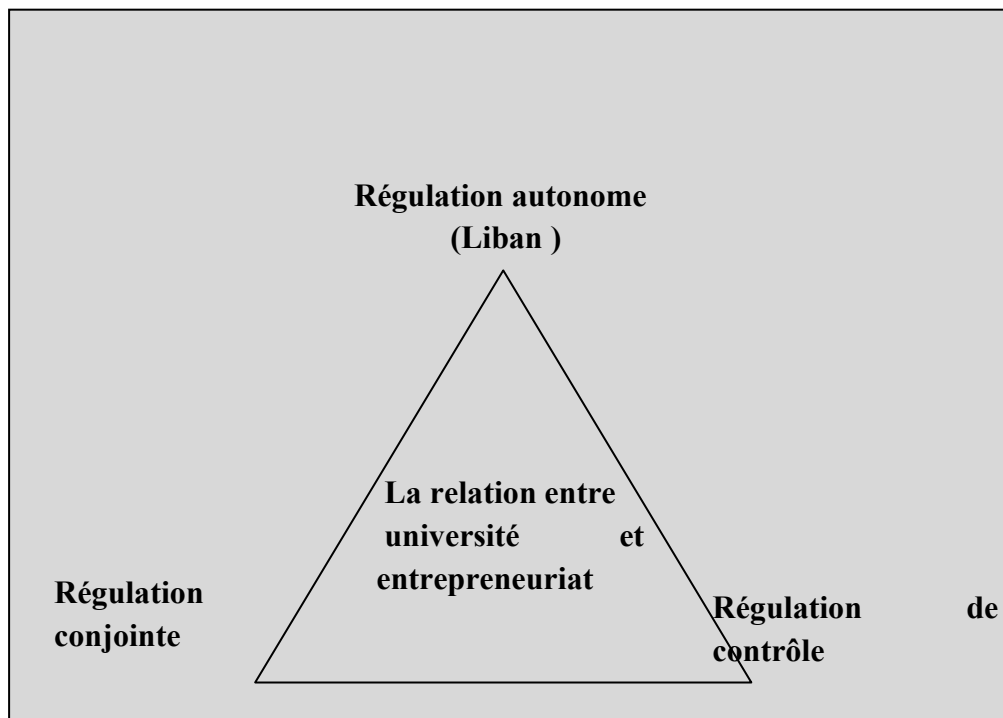 Régulation autonome
(Liban )
La relation entre
université et
entrepreneuriat
Régulation
conjointe
Régulation de
contrôle